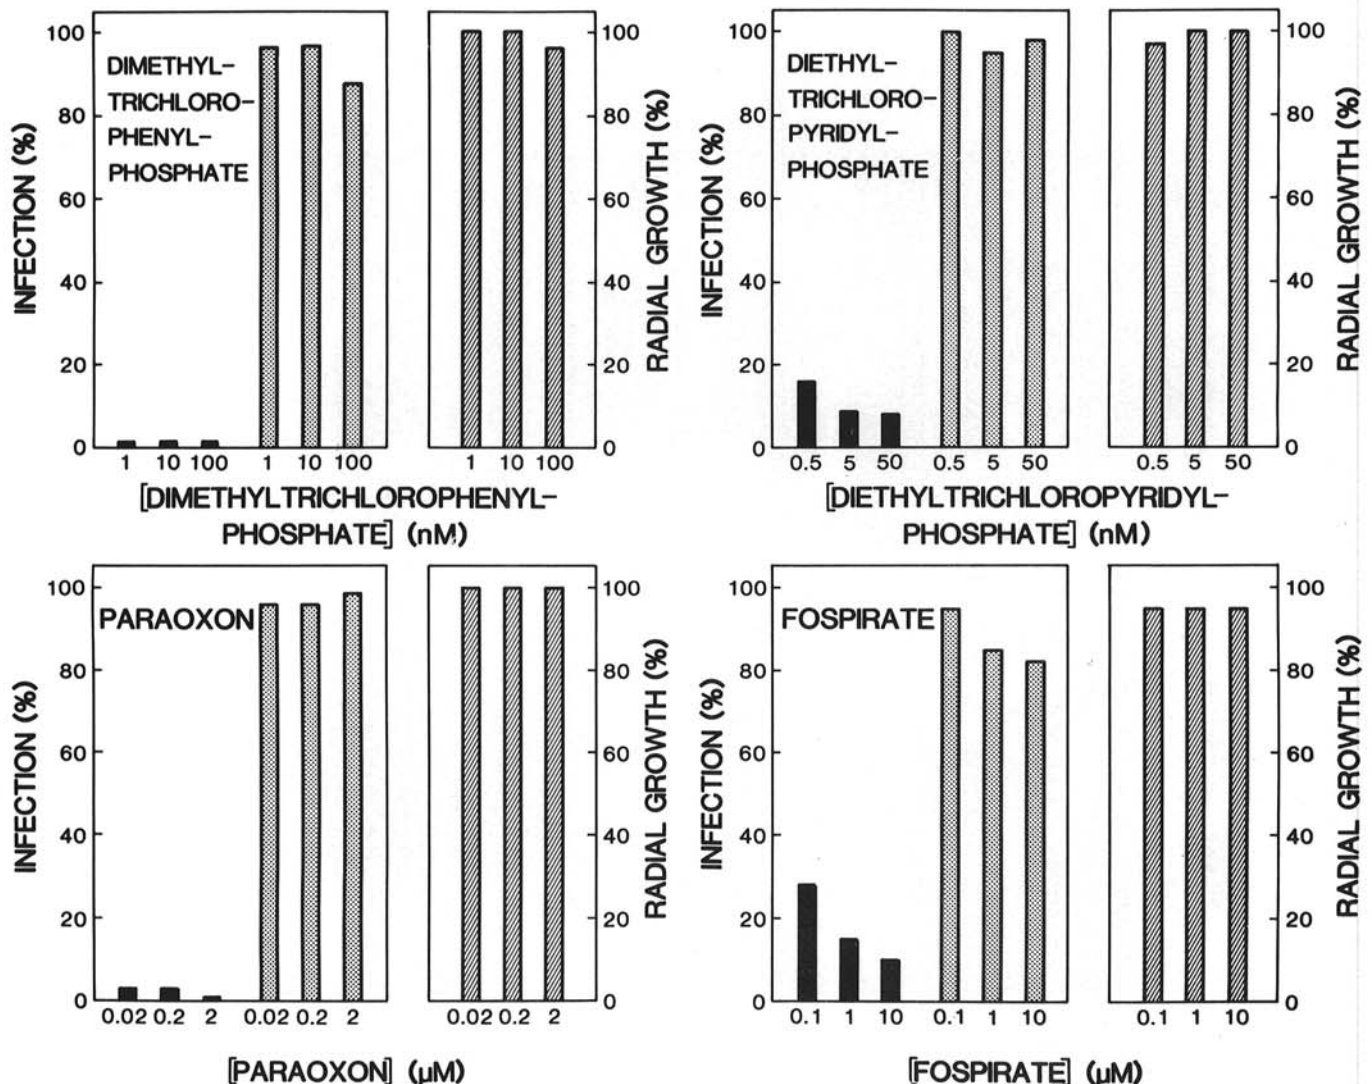 100
80
60
40
20
0
INFECTION (%)
DIMETHYL-
TRICHLORO-
PHENYL-
PHOSPHATE
1 10 100 1 10 100 1 10 100
100
80
60
40
20
0
RADIAL GROWTH (%)
[DIMETHYLTRICHLOROPHENYL-
PHOSPHATE] (nM)
100
80
60
40
20
0
INFECTION (%)
DIETHYL-
TRICHLORO-
PYRIDYL-
PHOSPHATE
0.5 5 50 0.5 5 50 0.5 5 50
100
80
60
40
20
0
RADIAL GROWTH (%)
[DIETHYLTRICHLOROPYRIDYL-
PHOSPHATE] (nM)
100
80
60
40
20
0
INFECTION (%)
PARAOXON
0.02 0.2 2 0.02 0.2 2 0.02 0.2 2
100
80
60
40
20
0
RADIAL GROWTH (%)
[PARAOXON] (μM)
100
80
60
40
20
0
INFECTION (%)
FOSPIRATE
0.1 1 10 0.1 1 10 0.1 1 10
100
80
60
40
20
0
RADIAL GROWTH (%)
[FOSPIRATE] (μM)